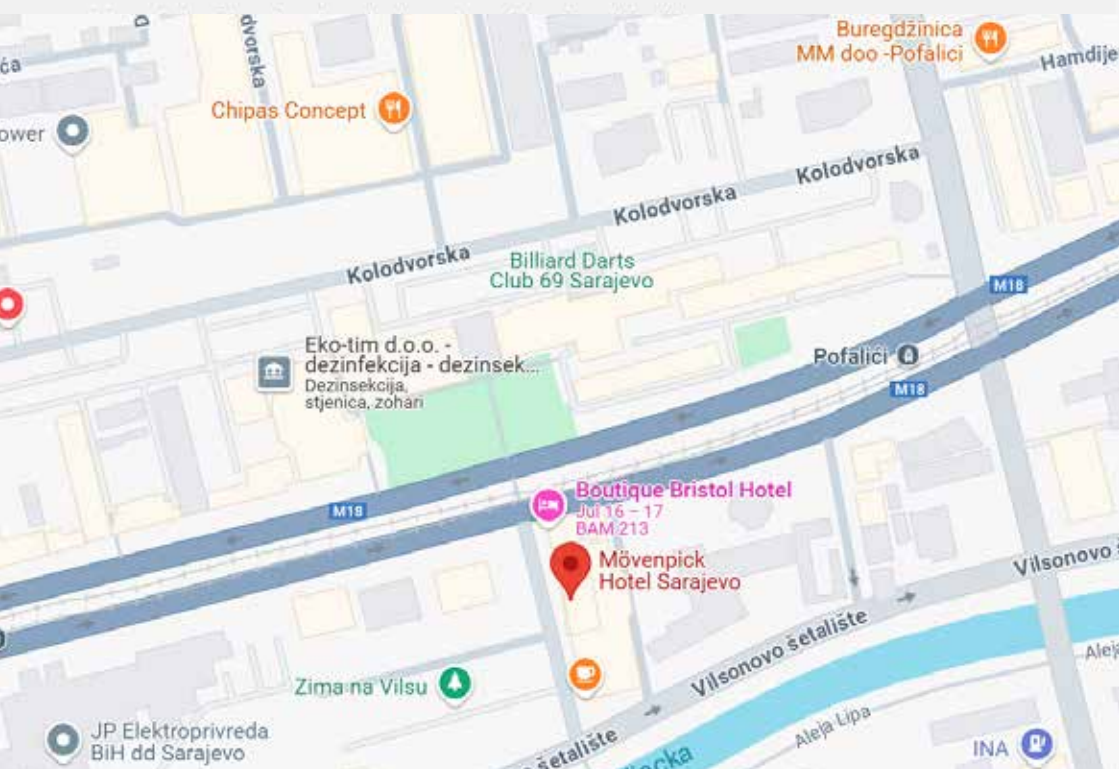 Buregdžinica
MM doo -Pofalici
Hamdije
dvorska
ća
Chipas Concept
ower
Kolodvorska
Kolodvorska
Kolodvorska
Billiard Darts
Club 69 Sarajevo
M18
Eko-tim d.o.o. -
dezinfekcija - dezinsek...
Dezinsekcija,
stjenica, zohari
Pofalići
M18
Boutique Bristol Hotel
Jul 16 – 17
BAM 213
M18
Mövenpick
Hotel Sarajevo
Vilsonovo š
Vilsonovo šetalište
Zima na Vilsu
Alej
Aleja Lipa
JP Elektroprivreda
BiH dd Sarajevo
šetalište
INA